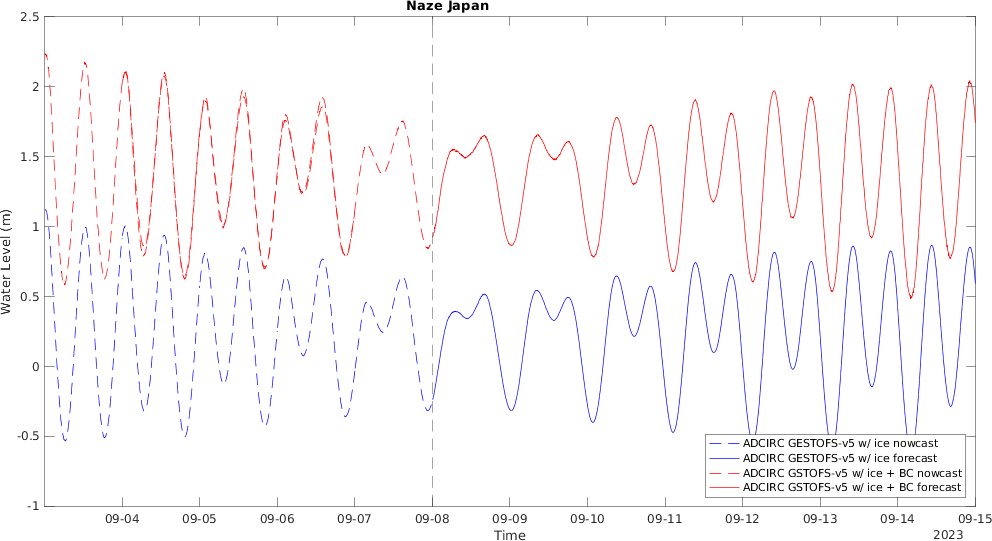 Naze Japan
2.5
2
1.5
1
0.5
0
-0.5
-1
Water Level (m)
ADCIRC GESTOFS-v5 w/ ice nowcast
ADCIRC GESTOFS-v5 w/ ice forecast
ADCIRC GSTOFS-v5 w/ ice + BC nowcast
ADCIRC GSTOFS-v5 w/ ice + BC forecast
09-04 09-05 09-06 09-07 09-08 09-09 09-10 09-11 09-12 09-13 09-14 09-15
Time
2023